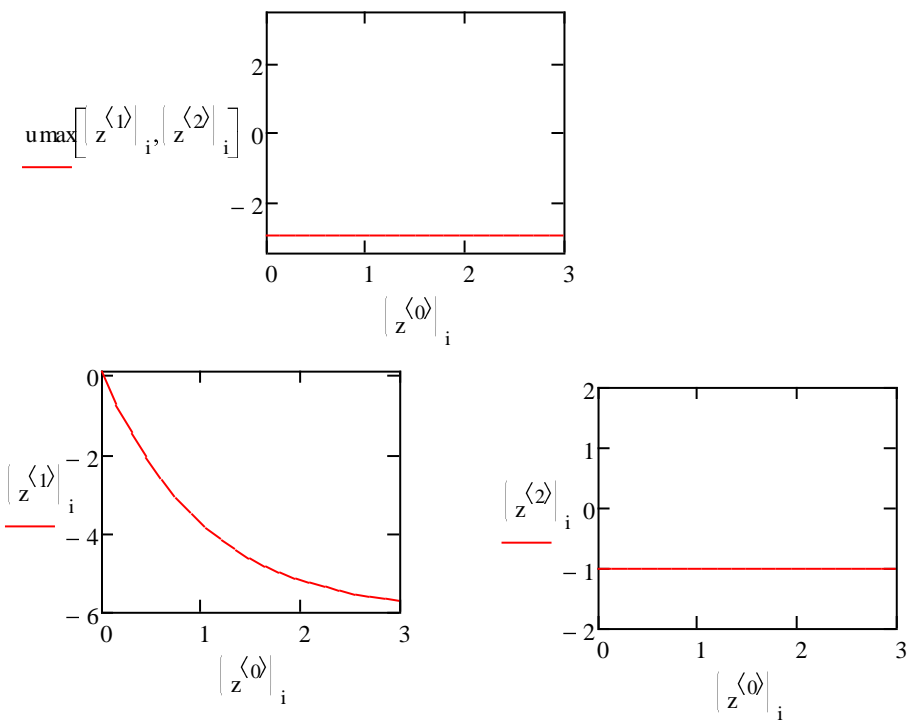 2
umax[(z⟨1⟩)i,(z⟨2⟩)i] 0
− 2
0 1 2 3
(z⟨0⟩)i
0
− 2
(z⟨1⟩)i
− 4
− 6
0 1 2 3
(z⟨0⟩)i
2
1
(z⟨2⟩)i 0
− 1
− 2
0 1 2 3
(z⟨0⟩)i